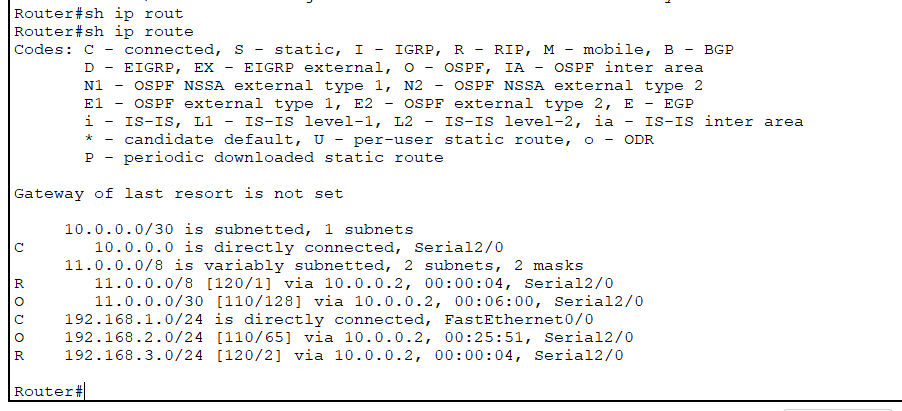 Router#sh ip rout
Router#sh ip route
Codes: C - connected, S - static, I - IGRP, R - RIP, M - mobile, B - BGP
       D - EIGRP, EX - EIGRP external, O - OSPF, IA - OSPF inter area
       N1 - OSPF NSSA external type 1, N2 - OSPF NSSA external type 2
       E1 - OSPF external type 1, E2 - OSPF external type 2, E - EGP
       i - IS-IS, L1 - IS-IS level-1, L2 - IS-IS level-2, ia - IS-IS inter area
       * - candidate default, U - per-user static route, o - ODR
       P - periodic downloaded static route

Gateway of last resort is not set

     10.0.0.0/30 is subnetted, 1 subnets
C       10.0.0.0 is directly connected, Serial2/0
     11.0.0.0/8 is variably subnetted, 2 subnets, 2 masks
R       11.0.0.0/8 [120/1] via 10.0.0.2, 00:00:04, Serial2/0
O       11.0.0.0/30 [110/128] via 10.0.0.2, 00:06:00, Serial2/0
C    192.168.1.0/24 is directly connected, FastEthernet0/0
O    192.168.2.0/24 [110/65] via 10.0.0.2, 00:25:51, Serial2/0
R    192.168.3.0/24 [120/2] via 10.0.0.2, 00:00:04, Serial2/0

Router#